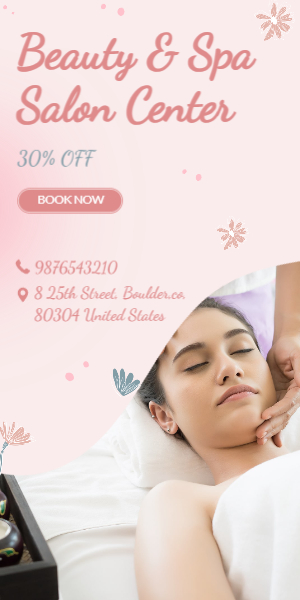 Beauty & Spa
Salon Center
30% OFF
BOOK NOW
9876543210
8 25th Street, Boulder.co,
80304 United States